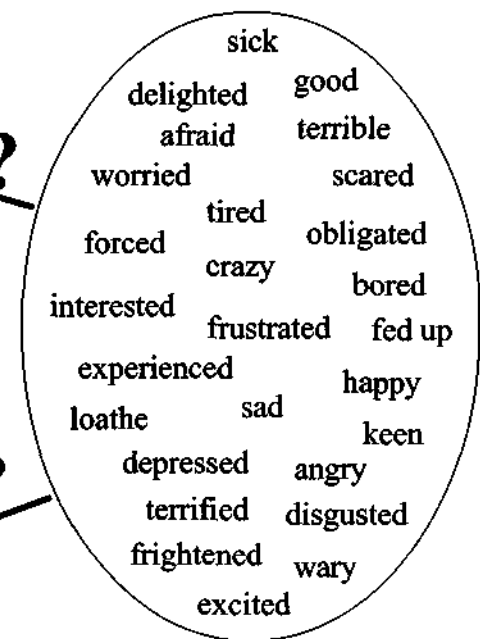 sick
delighted good
afraid terrible
worried scared
tired
forced obligated
crazy
bored
interested
frustrated fed up
experienced
happy
loathe sad
keen
depressed angry
terrified disgusted
frightened wary
excited
?
?